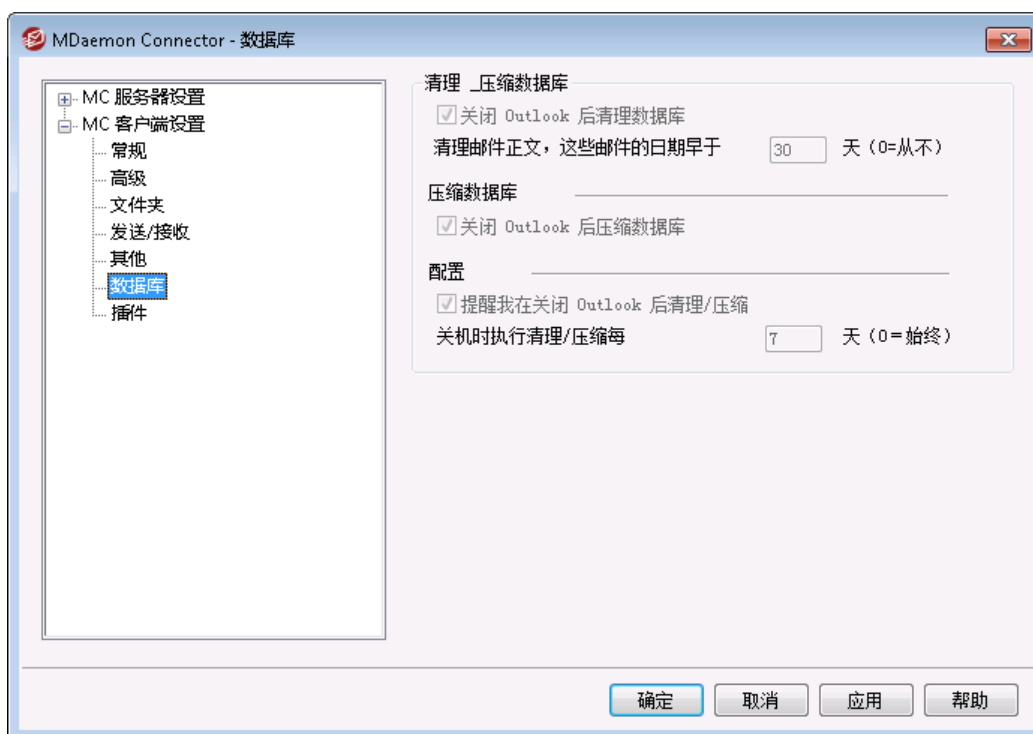 MDaemon Connector - 数据库
MC 服务器设置
MC 客户端设置
常规
高级
文件夹
发送/接收
其他
数据库
插件
清理 _压缩数据库
关闭 Outlook 后清理数据库
清理邮件正文，这些邮件的日期早于 30 天（0=从不）
压缩数据库
关闭 Outlook 后压缩数据库
配置
提醒我在关闭 Outlook 后清理/压缩
关机时执行清理/压缩每 7 天（0=始终）
确定 取消 应用 帮助